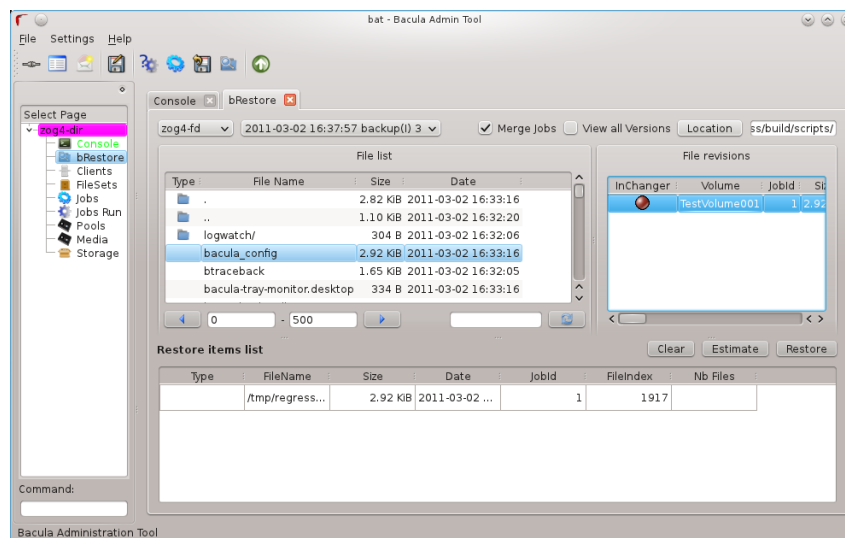 bat - Bacula Admin Tool
File Settings Help
Select Page
zog4-dir
Console
bRestore
Clients
FileSets
Jobs
Jobs Run
Pools
Media
Storage
Command:
Console bRestore
zog4-fd 2011-03-02 16:37:57 backup(I) 3 Merge Jobs View all Versions Location ss/build/scripts/
File list
Type File Name Size Date
. 2.82 KiB 2011-03-02 16:33:16
.. 1.10 KiB 2011-03-02 16:32:20
logwatch/ 304 B 2011-03-02 16:32:06
bacula_config 2.92 KiB 2011-03-02 16:33:16
btraceback 1.65 KiB 2011-03-02 16:32:05
bacula-tray-monitor.desktop 334 B 2011-03-02 16:33:16
0 - 500
File revisions
InChanger Volume JobId Siz
TestVolume001 1 2.92
Restore items list Clear Estimate Restore
Type FileName Size Date JobId FileIndex Nb Files
/tmp/regress... 2.92 KiB 2011-03-02 ... 1 1917
Bacula Administration Tool